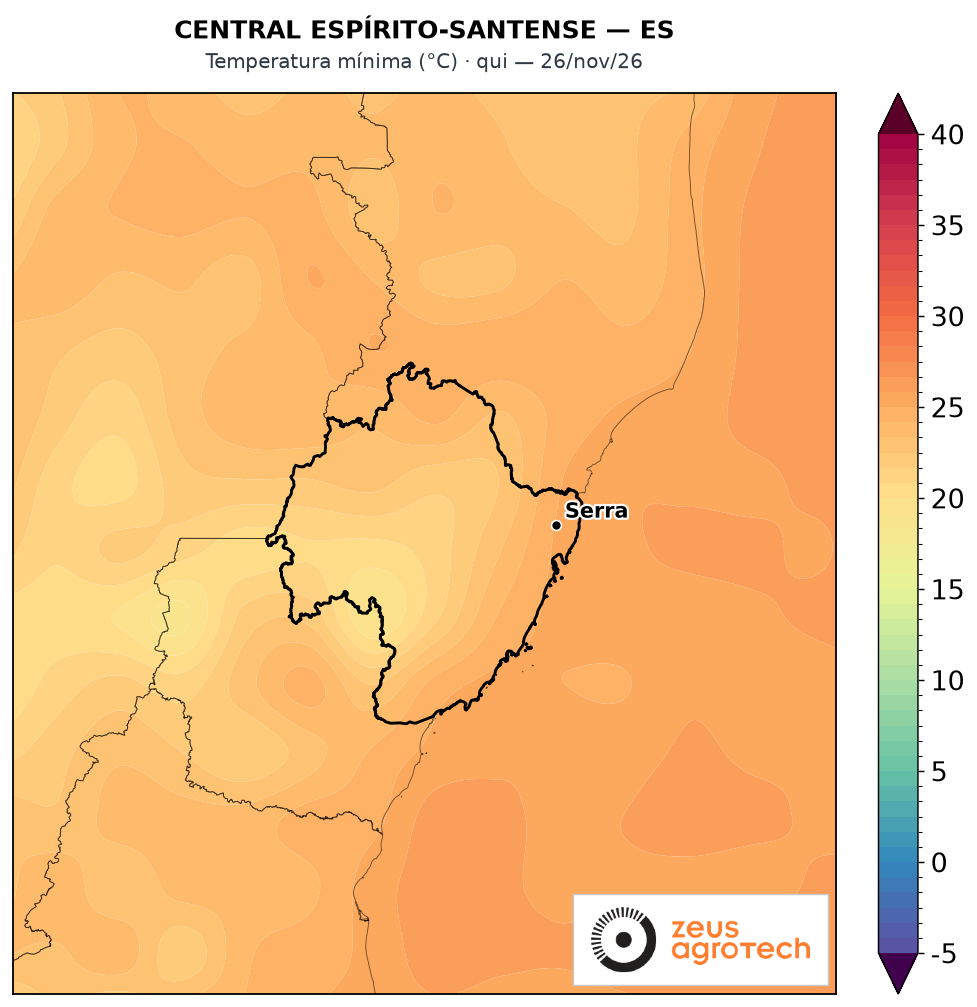 CENTRAL ESPÍRITO-SANTENSE — ES
Temperatura mínima (°C) · qui — 26/nov/26
40
35
30
25
20
15
10
5
0
-5
Serra
zeus
agrotech